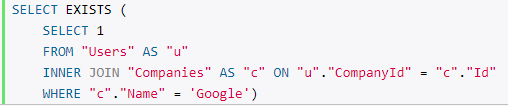 SELECT EXISTS (
    SELECT 1
    FROM "Users" AS "u"
    INNER JOIN "Companies" AS "c" ON "u"."CompanyId" = "c"."Id"
    WHERE "c"."Name" = 'Google')